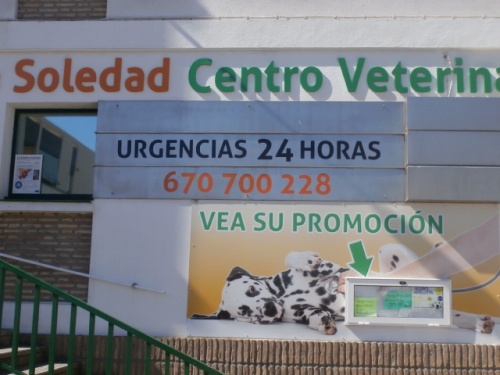 Soledad Centro Veterina
URGENCIAS 24 HORAS
670 700 228
VEA SU PROMOCIÓN